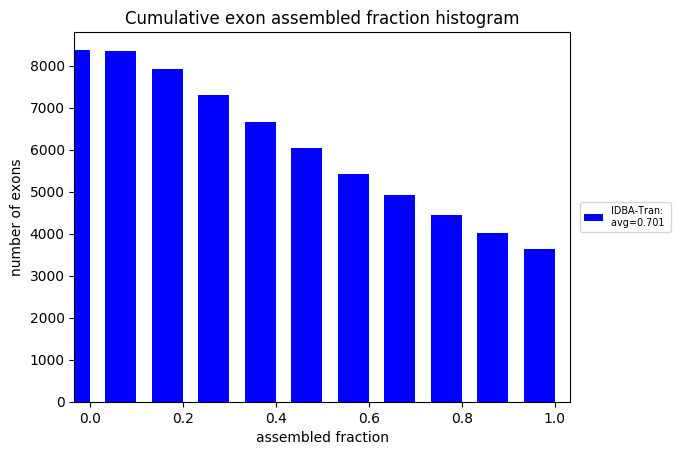 Cumulative exon assembled fraction histogram
number of exons
8000
7000
6000
5000
4000
3000
2000
1000
0
0.0 0.2 0.4 0.6 0.8 1.0
assembled fraction
IDBA-Tran:
avg=0.701